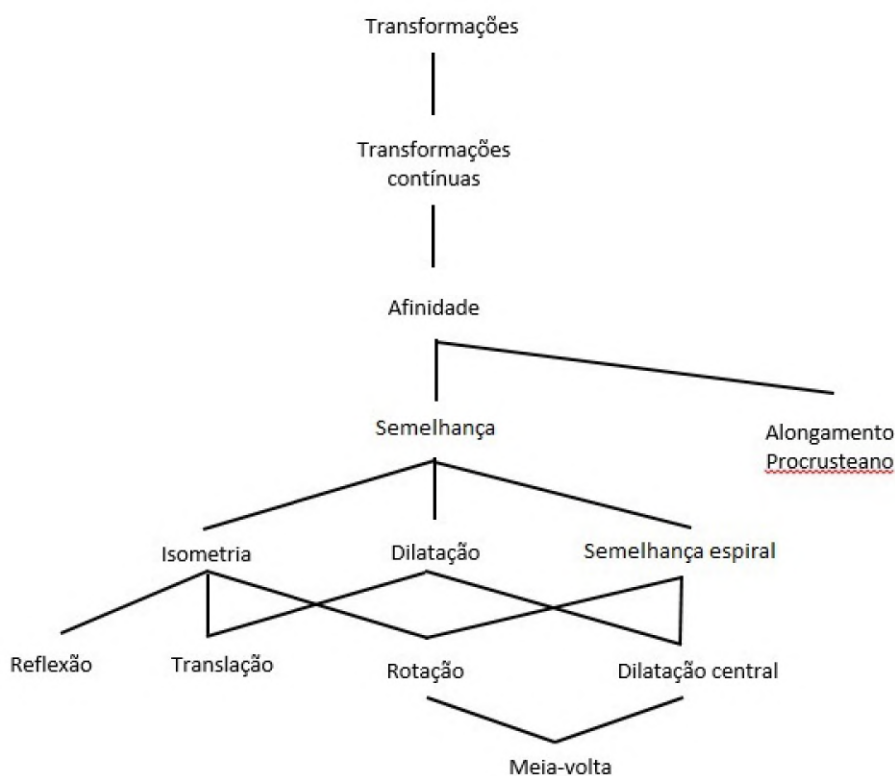 Transformações
Transformações
contínuas
Afinidade
Semelhança
Alongamento
Procrusteano
Isometria
Dilatação
Semelhança espiral
Reflexão
Translação
Rotação
Dilatação central
Meia-volta